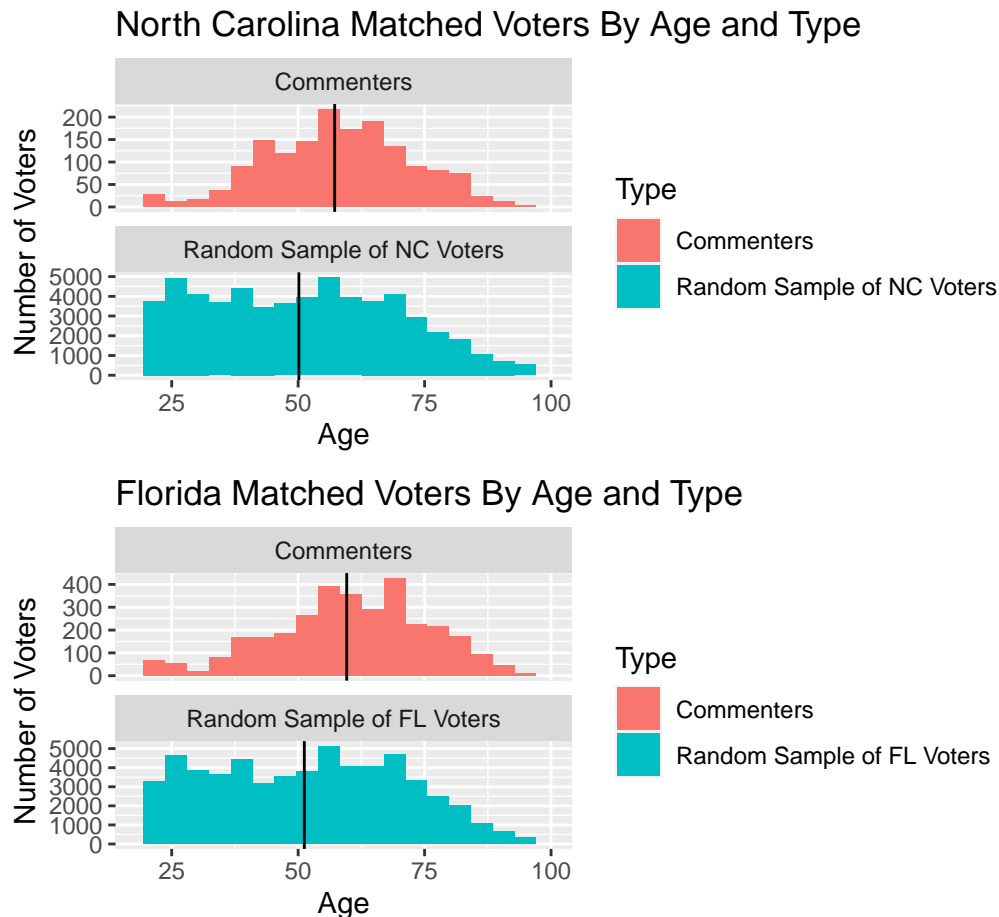 North Carolina Matched Voters By Age and Type
Commenters
200
150
100
50
0
Random Sample of NC Voters
5000
4000
3000
2000
1000
0
Number of Voters
25 50 75 100
Age
Type
Commenters
Random Sample of NC Voters
Florida Matched Voters By Age and Type
Commenters
400
300
200
100
0
Random Sample of FL Voters
5000
4000
3000
2000
1000
0
Number of Voters
25 50 75 100
Age
Type
Commenters
Random Sample of FL Voters